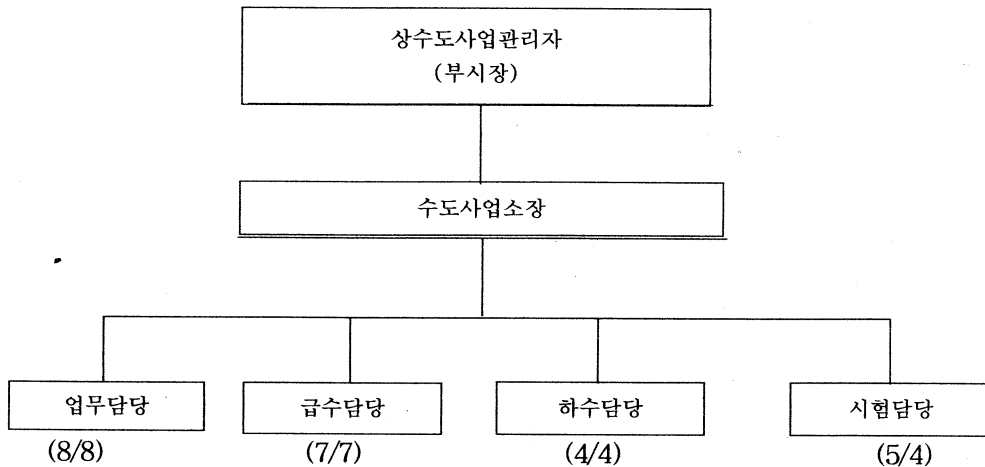 상수도사업관리자
(부시장)
수도사업소장
업무담당
급수담당
하수담당
시험담당
(8/8)
(7/7)
(4/4)
(5/4)